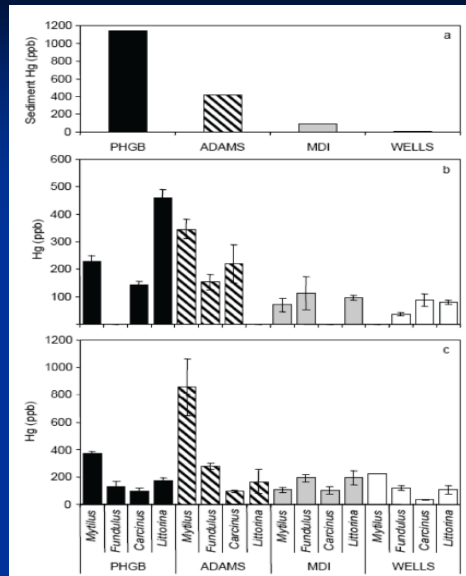 a
Sediment Hg (ppb)
1200
1000
800
600
400
200
0
PHGB ADAMS MDI WELLS
b
Hg (ppb)
600
500
400
300
200
100
c
Hg (ppb)
1200
1000
800
600
400
200
0
Mytilus Fundulus Carcinus Littorina Mytilus Fundulus Carcinus Littorina Mytilus Fundulus Carcinus Littorina Mytilus Fundulus Carcinus Littorina
PHGB ADAMS MDI WELLS